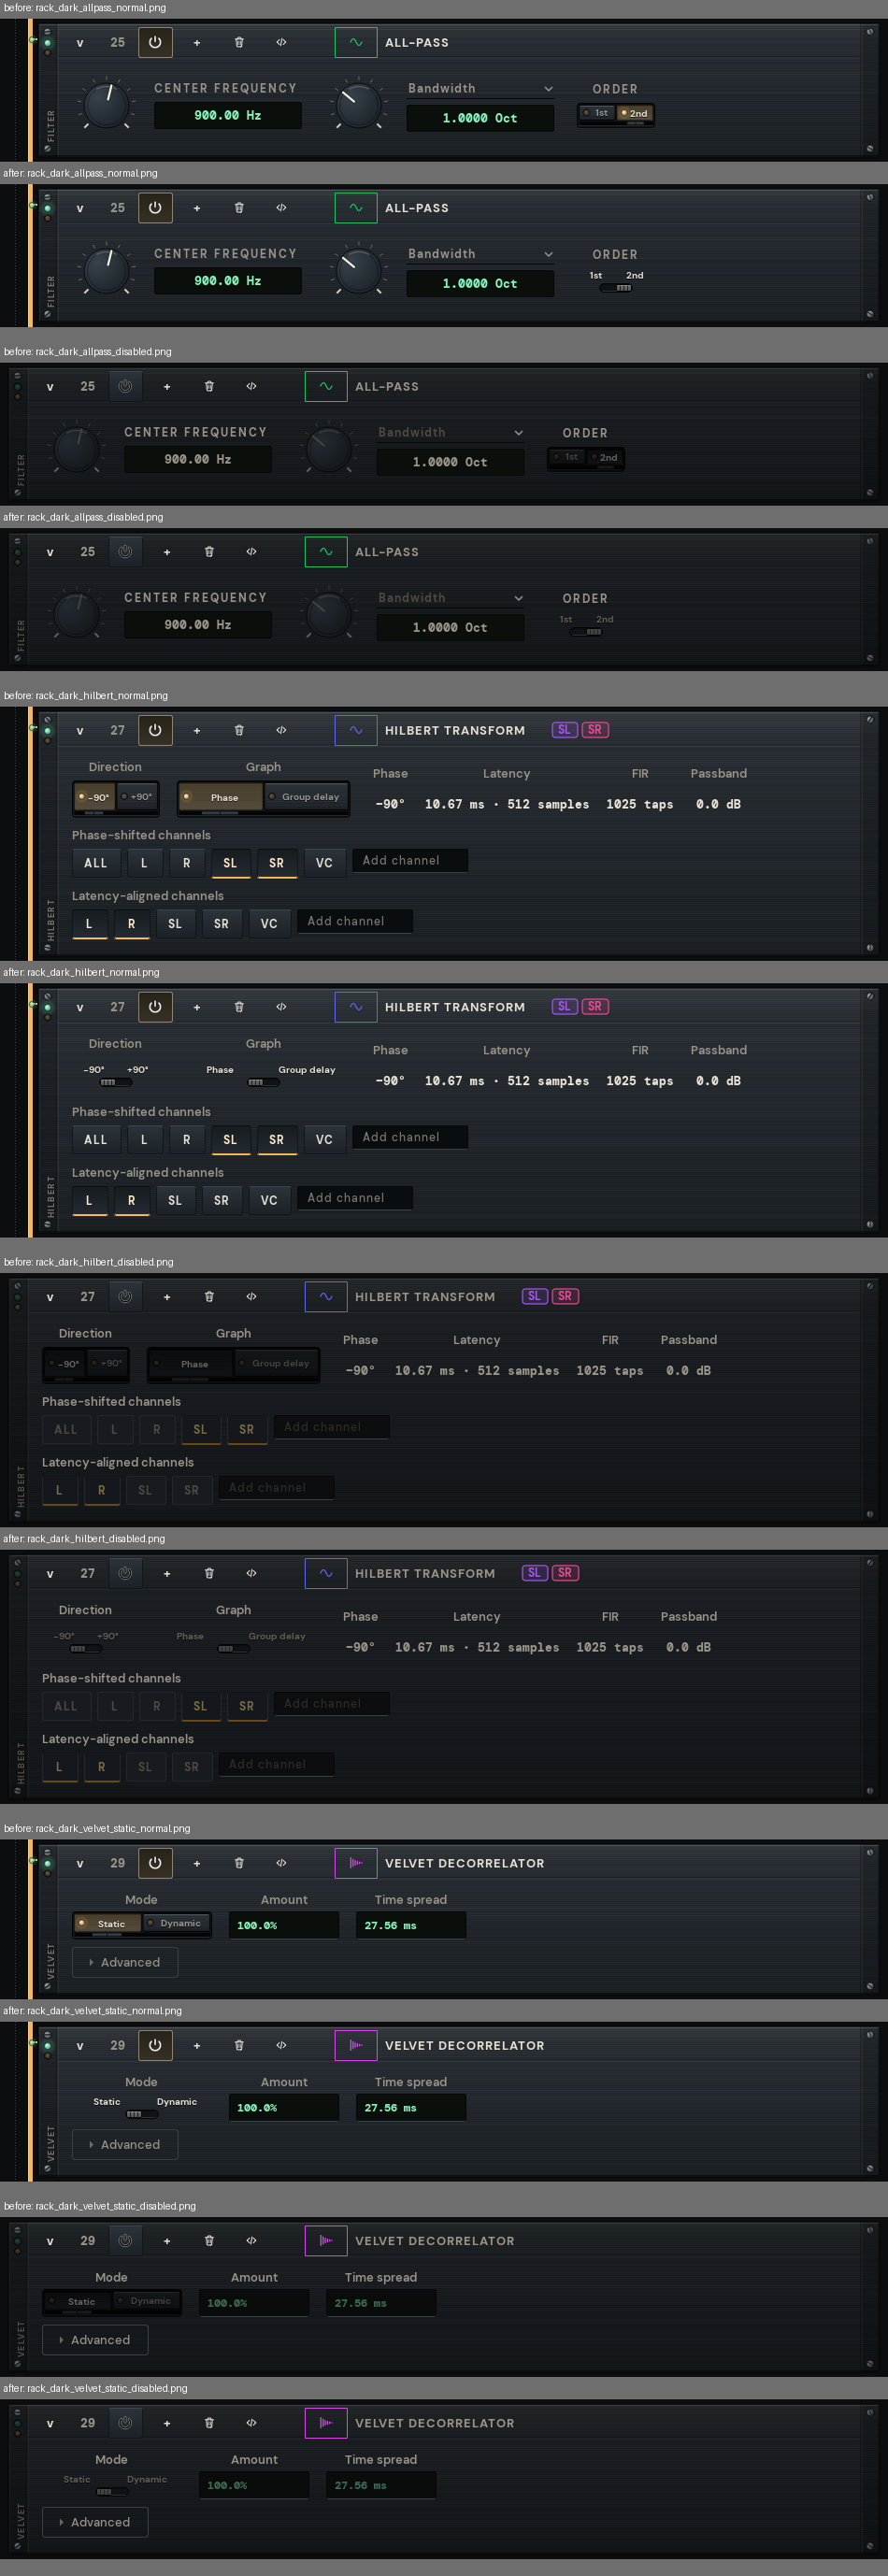 before: rack_dark_allpass_normal.png
v 25 + </> ALL-PASS
CENTER FREQUENCY Bandwidth ORDER
900.00 Hz 1.0000 Oct 1st 2nd
FILTER
after: rack_dark_allpass_normal.png
v 25 + </> ALL-PASS
CENTER FREQUENCY Bandwidth ORDER
1st 2nd
900.00 Hz 1.0000 Oct
FILTER
before: rack_dark_allpass_disabled.png
v 25 + </> ALL-PASS
CENTER FREQUENCY Bandwidth ORDER
900.00 Hz 1.0000 Oct 1st 2nd
FILTER
after: rack_dark_allpass_disabled.png
v 25 + </> ALL-PASS
CENTER FREQUENCY Bandwidth ORDER
1st 2nd
900.00 Hz 1.0000 Oct
FILTER
before: rack_dark_hilbert_normal.png
v 27 + </> HILBERT TRANSFORM SL SR
Direction Graph Phase Latency FIR Passband
-90° +90° Phase Group delay -90° 10.67 ms · 512 samples 1025 taps 0.0 dB
Phase-shifted channels
ALL L R SL SR VC Add channel
Latency-aligned channels
L R SL SR VC Add channel
HILBERT
after: rack_dark_hilbert_normal.png
v 27 + </> HILBERT TRANSFORM SL SR
Direction Graph Phase Latency FIR Passband
-90° +90° Phase Group delay -90° 10.67 ms · 512 samples 1025 taps 0.0 dB
Phase-shifted channels
ALL L R SL SR VC Add channel
Latency-aligned channels
L R SL SR VC Add channel
HILBERT
before: rack_dark_hilbert_disabled.png
v 27 + </> HILBERT TRANSFORM SL SR
Direction Graph Phase Latency FIR Passband
-90° +90° Phase Group delay -90° 10.67 ms · 512 samples 1025 taps 0.0 dB
Phase-shifted channels
ALL L R SL SR Add channel
Latency-aligned channels
L R SL SR Add channel
HILBERT
after: rack_dark_hilbert_disabled.png
v 27 + </> HILBERT TRANSFORM SL SR
Direction Graph Phase Latency FIR Passband
-90° +90° Phase Group delay -90° 10.67 ms · 512 samples 1025 taps 0.0 dB
Phase-shifted channels
ALL L R SL SR Add channel
Latency-aligned channels
L R SL SR Add channel
HILBERT
before: rack_dark_velvet_static_normal.png
v 29 + </> VELVET DECORRELATOR
Mode Amount Time spread
Static Dynamic 100.0% 27.56 ms
Advanced
VELVET
after: rack_dark_velvet_static_normal.png
v 29 + </> VELVET DECORRELATOR
Mode Amount Time spread
Static Dynamic 100.0% 27.56 ms
Advanced
VELVET
before: rack_dark_velvet_static_disabled.png
v 29 + </> VELVET DECORRELATOR
Mode Amount Time spread
Static Dynamic 100.0% 27.56 ms
Advanced
VELVET
after: rack_dark_velvet_static_disabled.png
v 29 + </> VELVET DECORRELATOR
Mode Amount Time spread
Static Dynamic 100.0% 27.56 ms
Advanced
VELVET